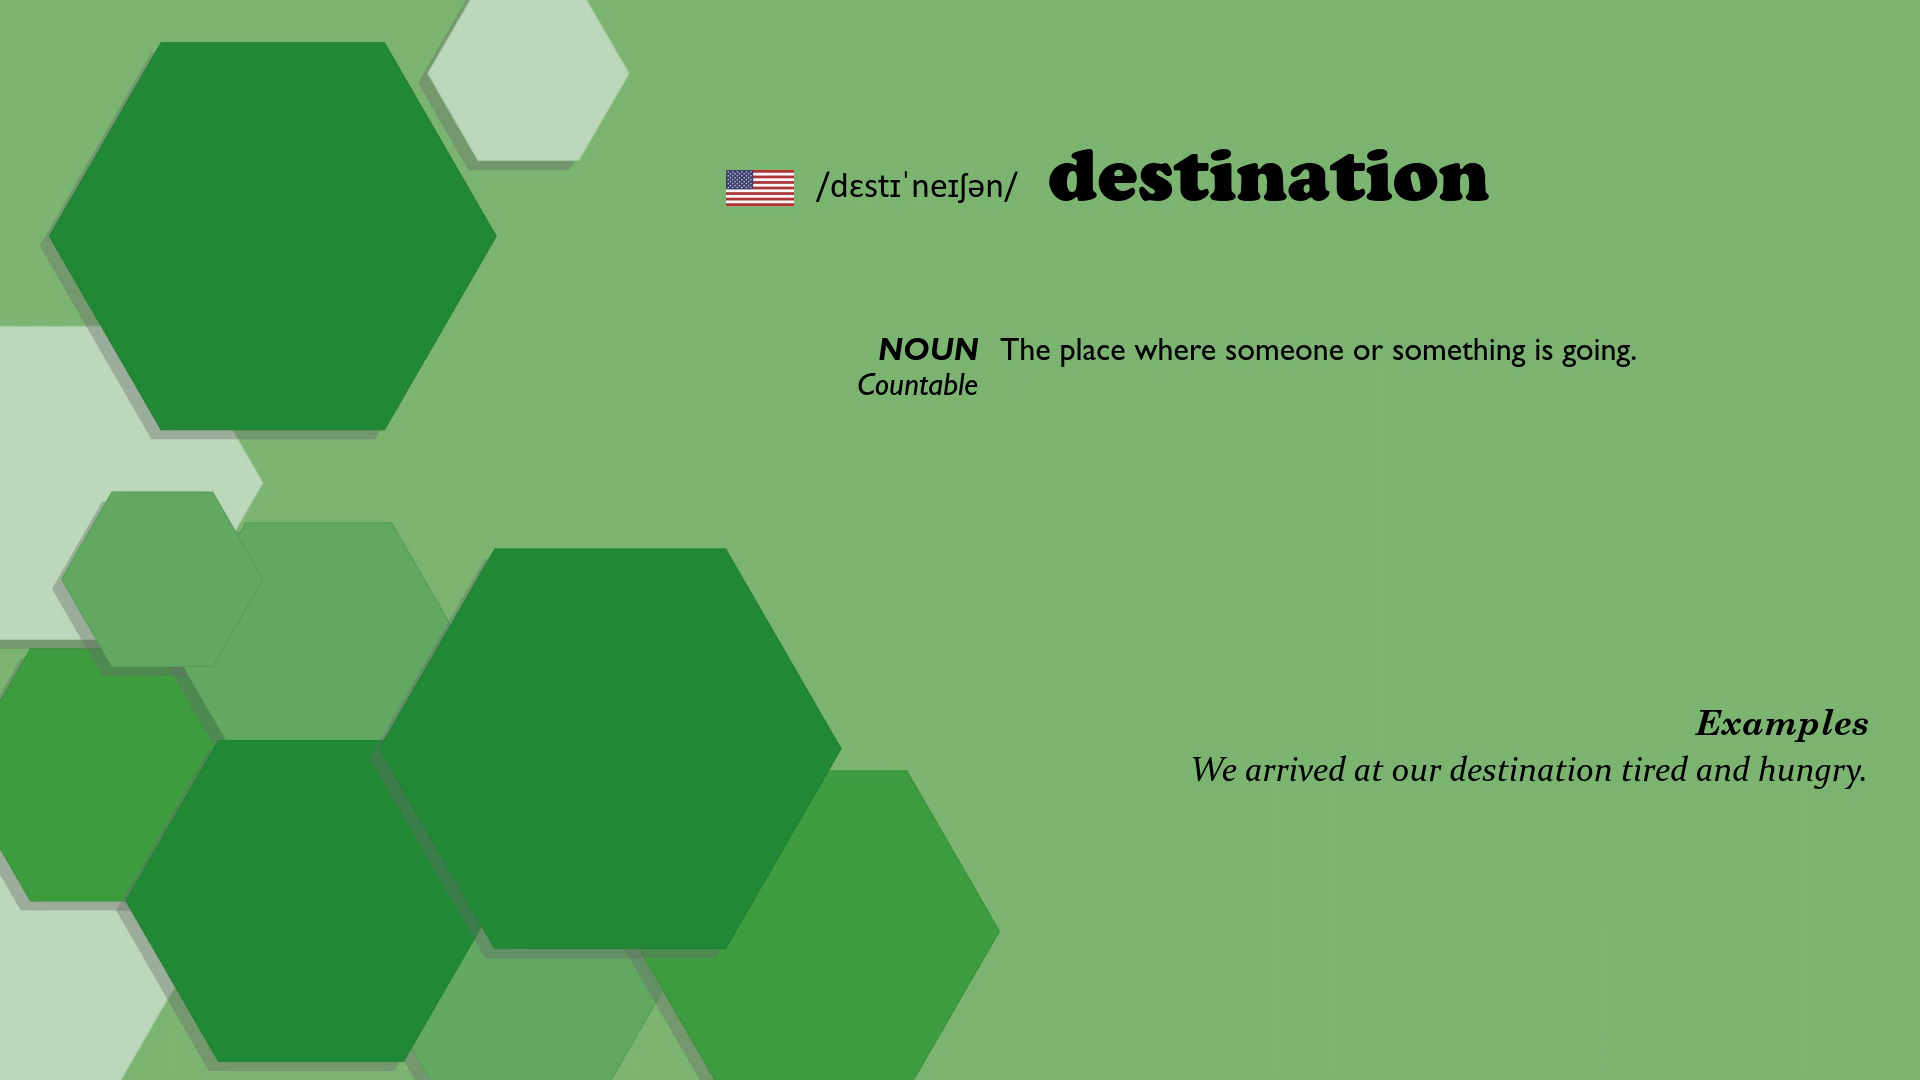 /dɛstɪˈneɪʃən/ destination
NOUN The place where someone or something is going.
Countable
Examples
We arrived at our destination tired and hungry.